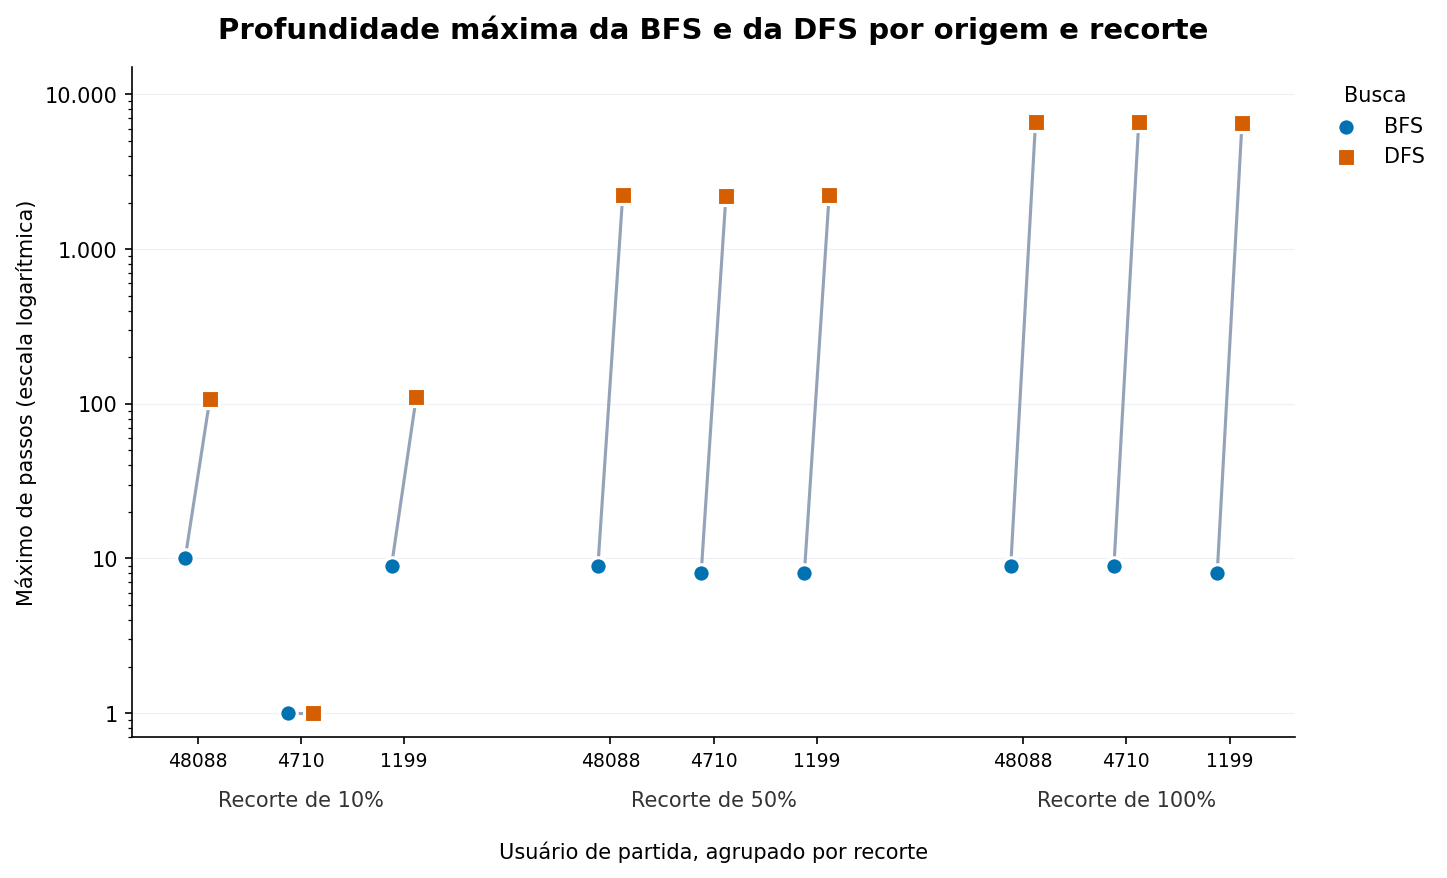 Profundidade máxima da BFS e da DFS por origem e recorte
Máximo de passos (escala logarítmica)
10.000
1.000
100
10
1
Busca
BFS
DFS
48088 4710 1199 48088 4710 1199 48088 4710 1199
Recorte de 10% Recorte de 50% Recorte de 100%
Usuário de partida, agrupado por recorte